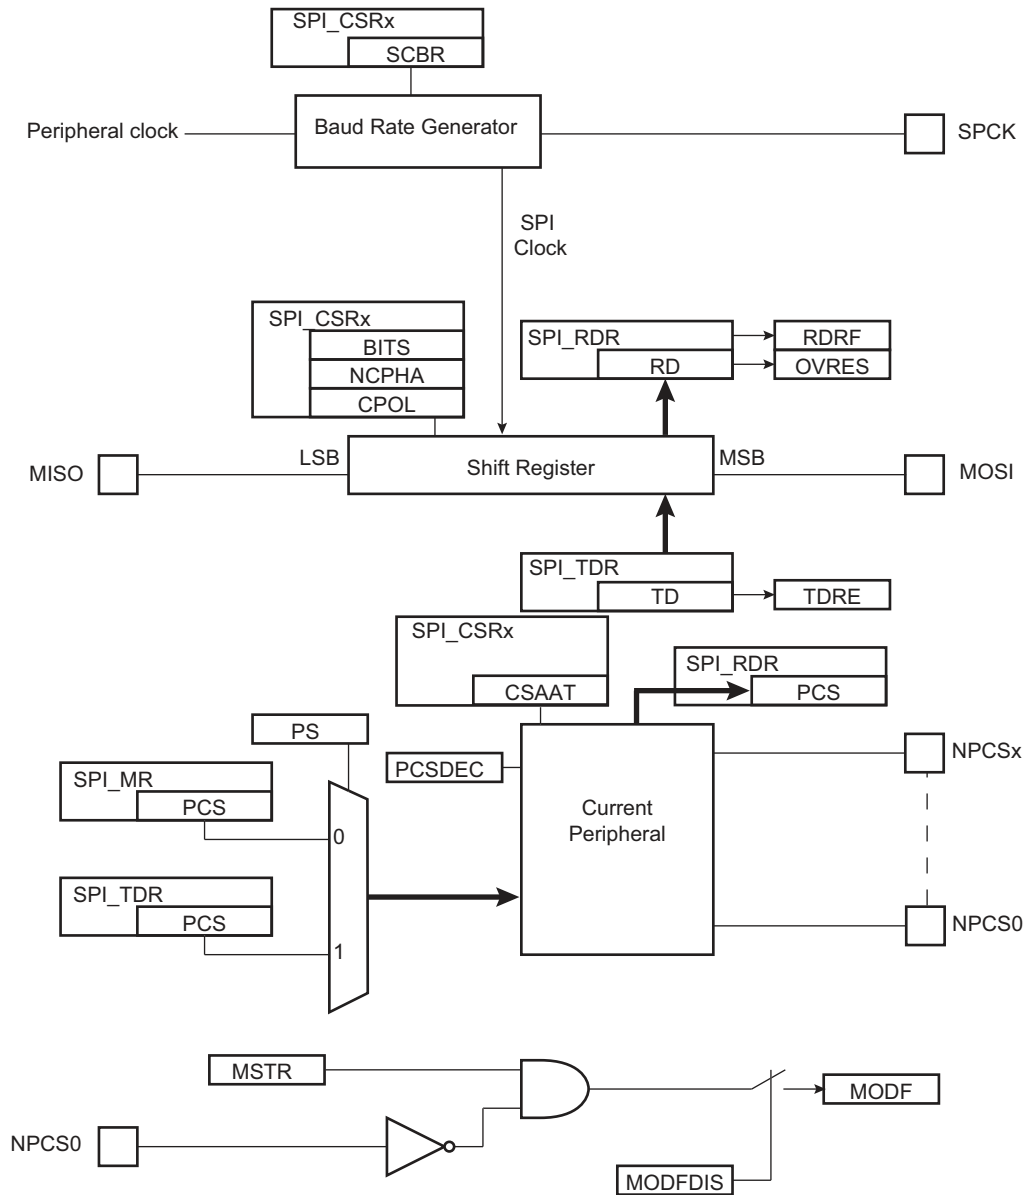 SPI_CSRx
SCBR
Peripheral clock
Baud Rate Generator
SPCK
SPI
Clock
SPI_CSRx
BITS
NCPHA
CPOL
SPI_RDR
RD
RDRF
OVRES
MISO
LSB
Shift Register
MSB
MOSI
SPI_TDR
TD
TDRE
SPI_CSRx
CSAAT
SPI_RDR
PCS
PS
PCSDEC
NPCSx
SPI_MR
PCS
0
Current
Peripheral
SPI_TDR
PCS
1
NPCS0
MSTR
MODF
NPCS0
MODFDIS